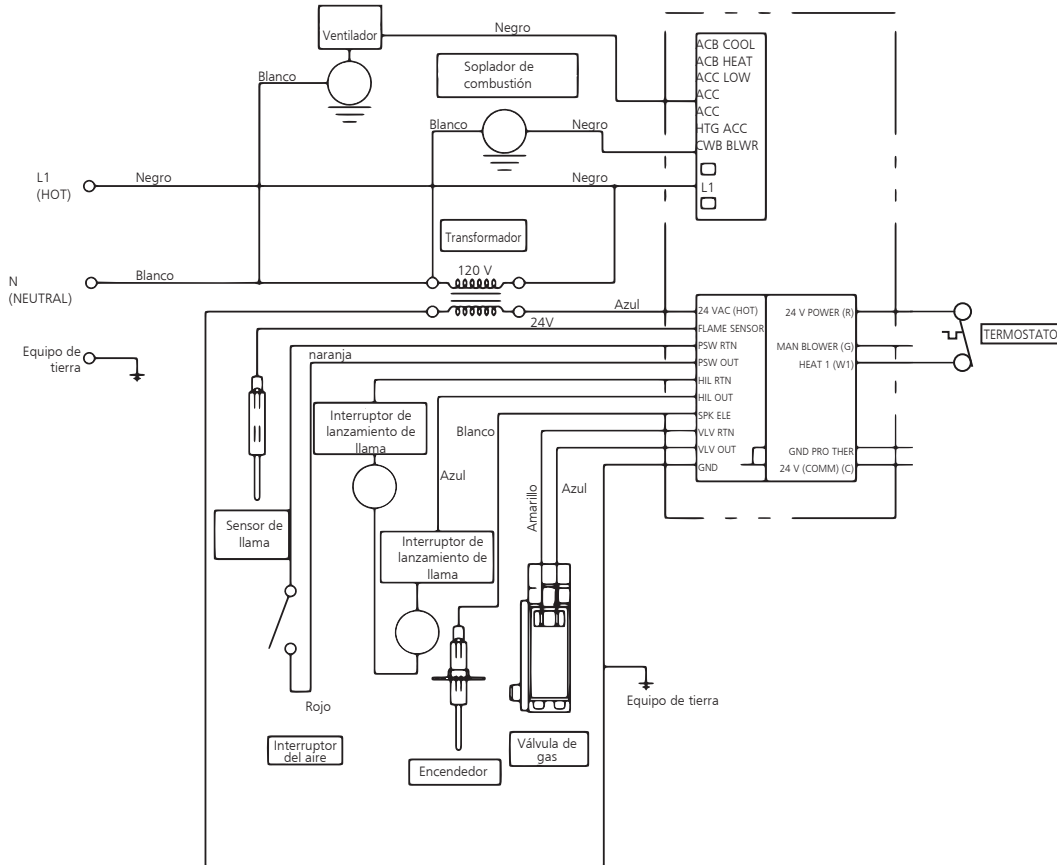 Negro
Ventilador
ACB COOL
ACB HEAT
ACC LOW
ACC
ACC
HTG ACC
CWB BLWR
L1
Soplador de
combustión
Blanco
Blanco
Negro
L1
(HOT)
Negro
Negro
Transformador
N
(NEUTRAL)
Blanco
120 V
Azul
24V
24 VAC (HOT)
FLAME SENSOR
PSW RTN
PSW OUT
HIL RTN
HIL OUT
SPK ELE
VLV RTN
VLV OUT
GND
24 V POWER (R)
MAN BLOWER (G)
HEAT 1 (W1)
GND PRO THER
24 V (COMM) (C)
TERMOSTATO
Equipo de
tierra
naranja
Interruptor de
lanzamiento de
llama
Blanco
Azul
Amarillo
Azul
Sensor de
llama
Interruptor de
lanzamiento de
llama
Rojo
Equipo de tierra
Interruptor
del aire
Encendedor
Válvula de
gas